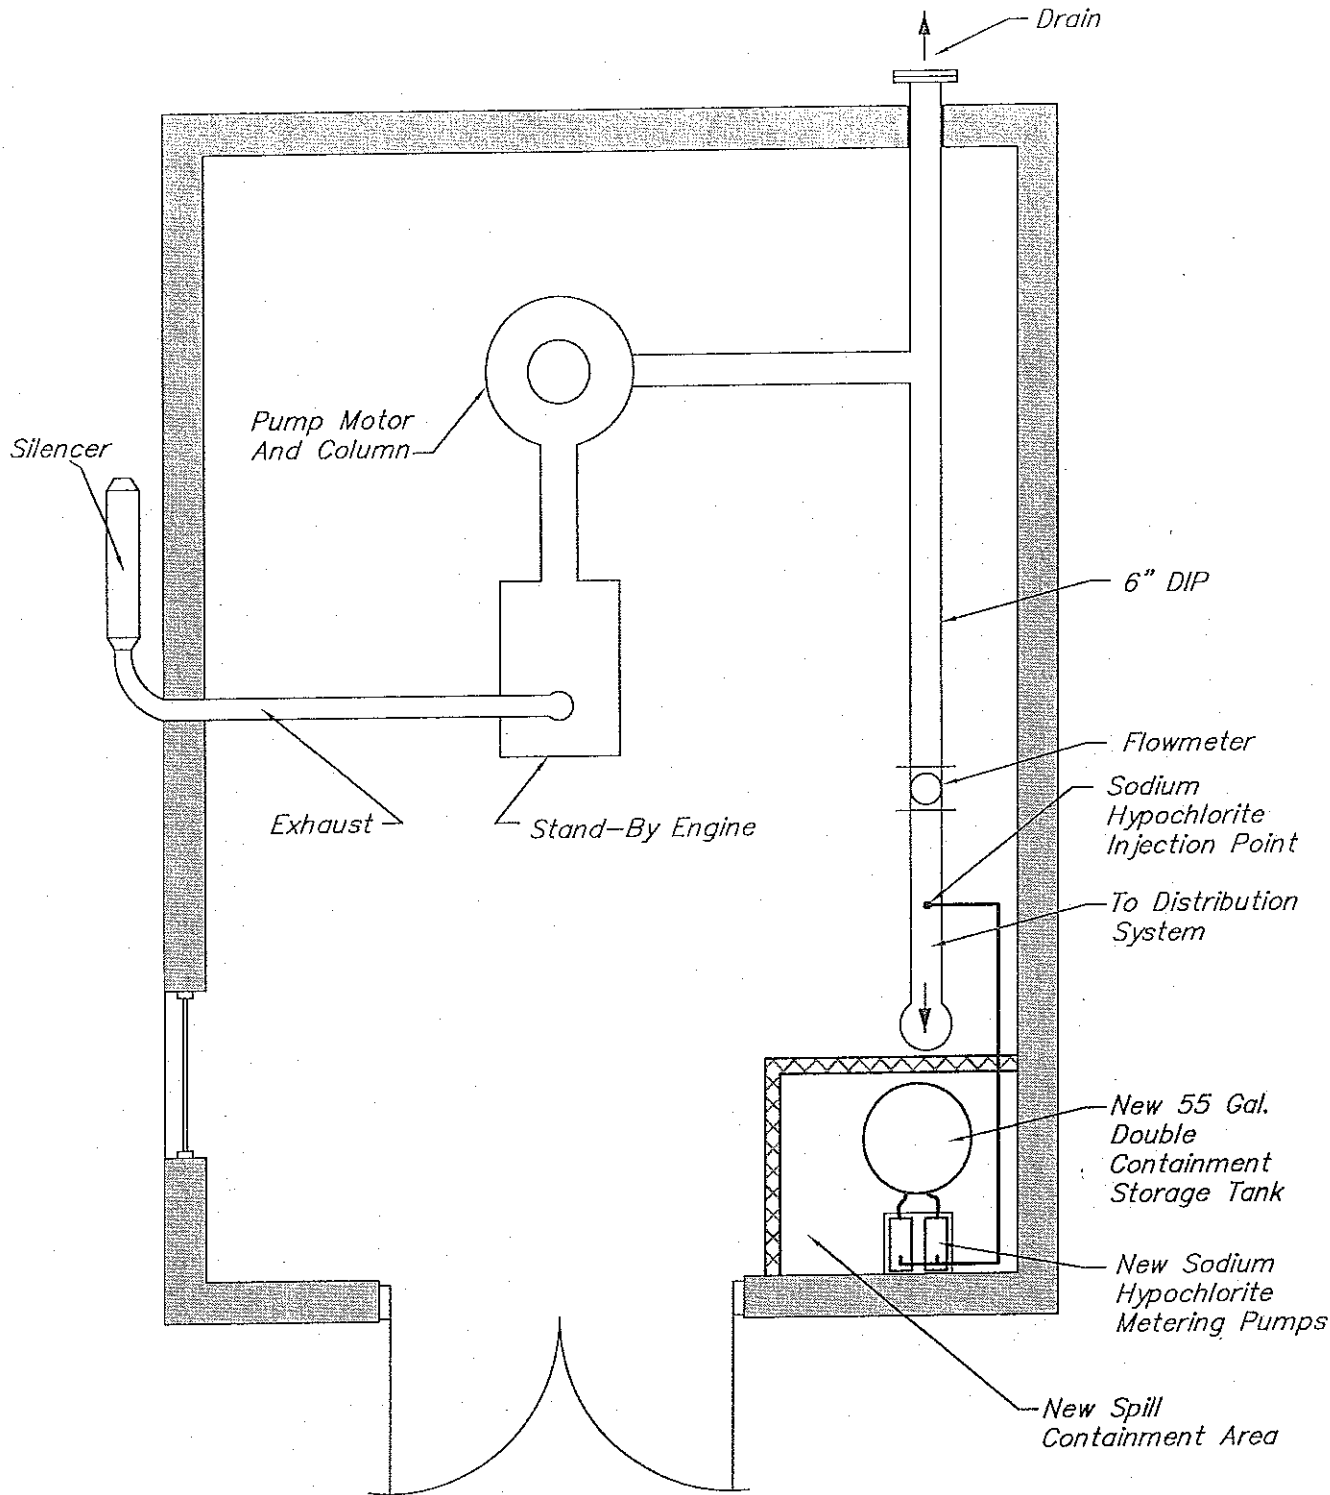 Drain
Pump Motor
And Column
Silencer
6" DIP
Flowmeter
Sodium
Hypochlorite
Injection Point
Exhaust
Stand-By Engine
To Distribution
System
New 55 Gal.
Double
Containment
Storage Tank
New Sodium
Hypochlorite
Metering Pumps
New Spill
Containment Area